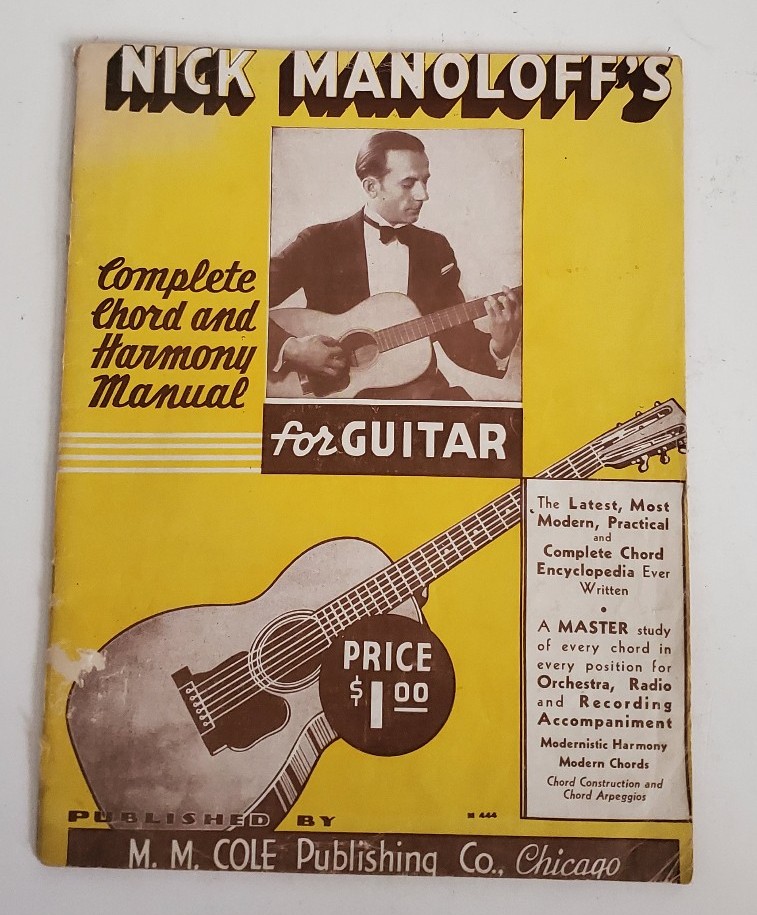 NICK MANOLOFF'S
Complete
Chord and
Harmony
Manual
for GUITAR
The Latest, Most
Modern, Practical
and
Complete Chord
Encyclopedia Ever
Written
•
A MASTER study
of every chord in
every position for
Orchestra, Radio
and Recording
Accompaniment
Modernistic Harmony
Modern Chords
Chord Construction and
Chord Arpeggios
PRICE
$1.00
PUBLISHED BY
444
M. M. COLE Publishing Co., Chicago